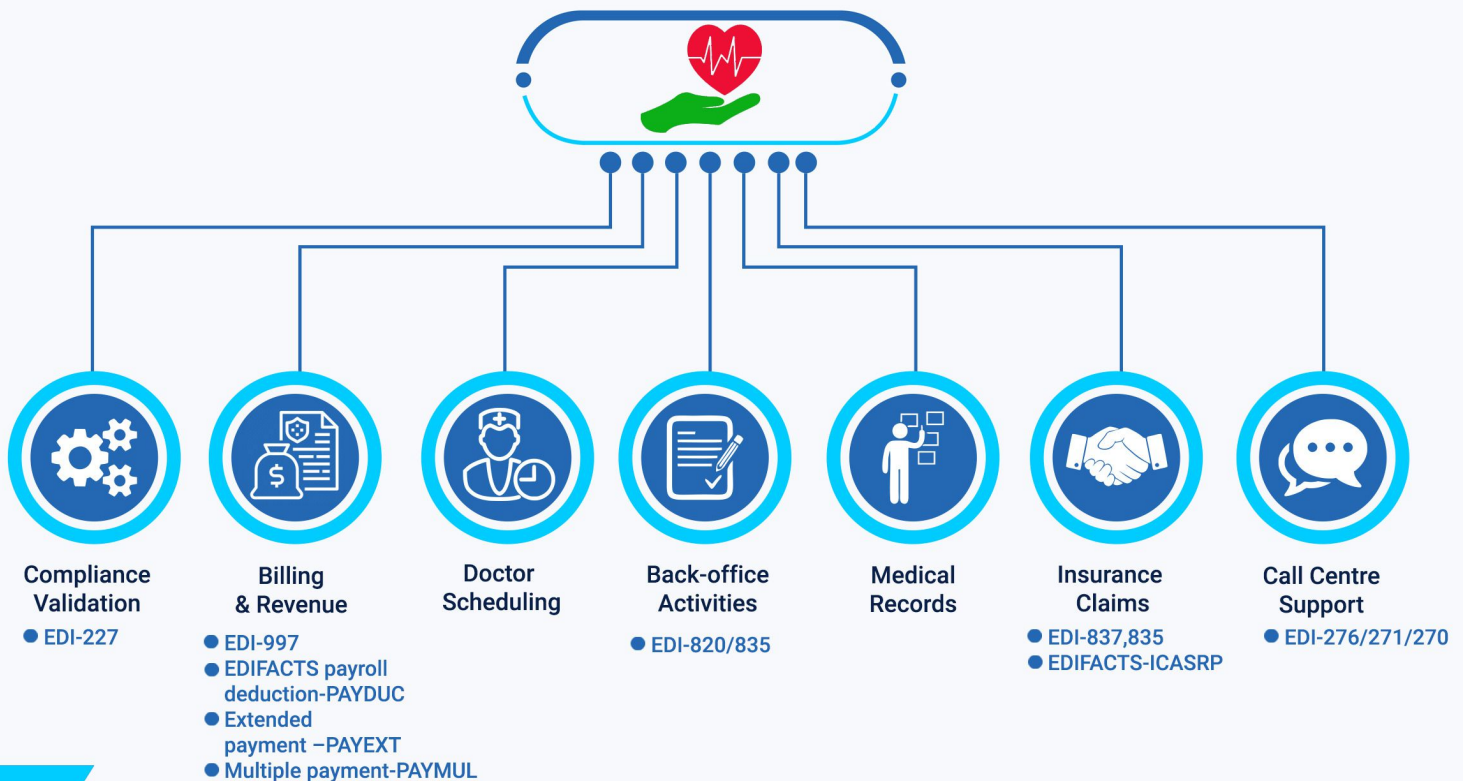 Compliance
Validation
EDI-227
Billing
& Revenue
EDI-997
EDIFACTS payroll
deduction-PAYDUC
Extended
payment –PAYEXT
Multiple payment-PAYMUL
Doctor
Scheduling
Back-office
Activities
EDI-820/835
Medical
Records
Insurance
Claims
EDI-837,835
EDIFACTS-ICASRP
Call Centre
Support
EDI-276/271/270